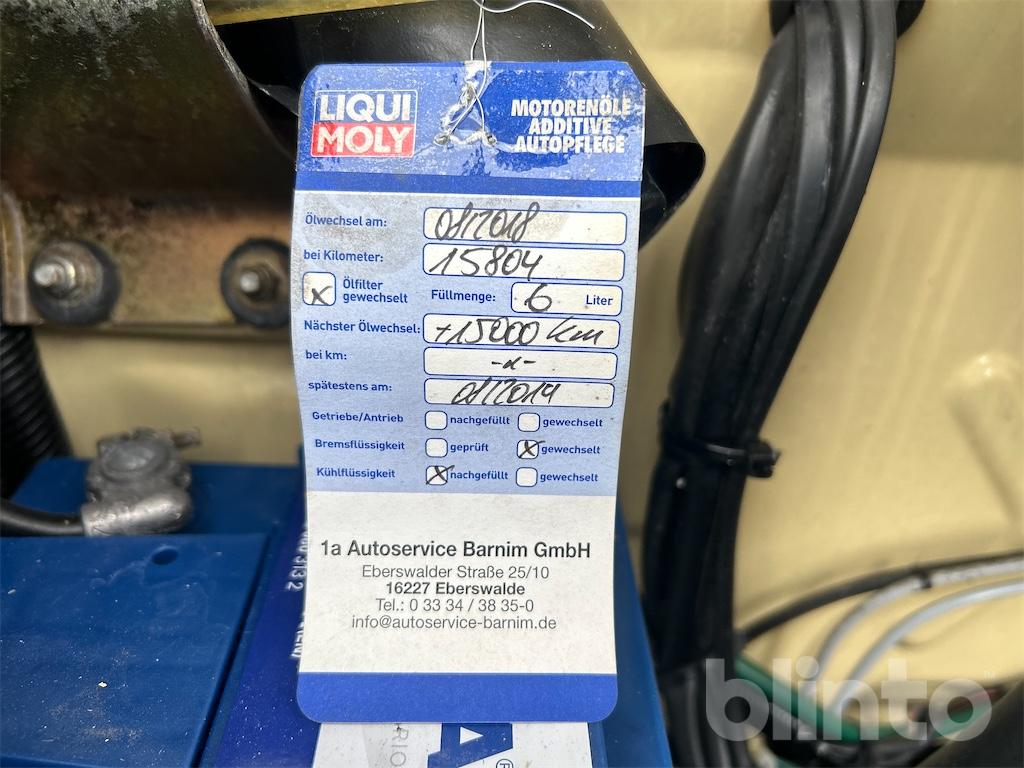 LIQUI
MOLY
MOTORENÖLE
ADDITIVE
AUTOPFLEGE
Ölwechsel am: 01/2018
bei Kilometer: 15804
x Ölfilter
gewechselt
Füllmenge: 6 Liter
Nächster Ölwechsel: +15000 km
bei km: -x-
spätestens am: 01/2019
Getriebe/Antrieb nachgefüllt gewechselt
Bremsflüssigkeit geprüft x gewechselt
Kühlflüssigkeit x nachgefüllt gewechselt
1a Autoservice Barnim GmbH
Eberswalder Straße 25/10
16227 Eberswalde
Tel.: 0 33 34 / 38 35-0
info@autoservice-barnim.de
blinto